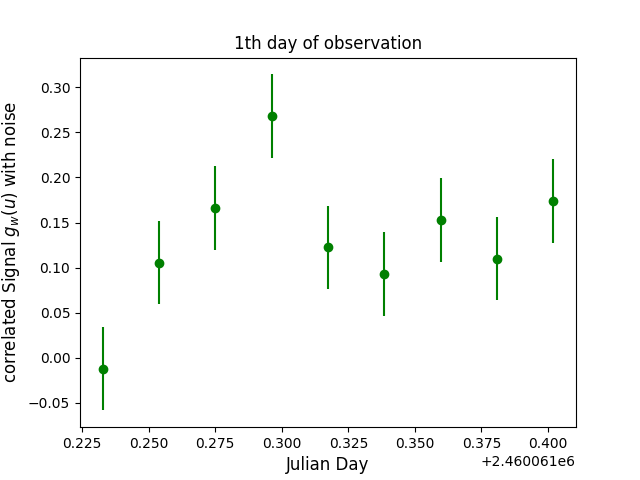 1th day of observation
correlated Signal g_w(u) with noise
0.30
0.25
0.20
0.15
0.10
0.05
0.00
−0.05
0.225 0.250 0.275 0.300 0.325 0.350 0.375 0.400
+2.460061e6
Julian Day